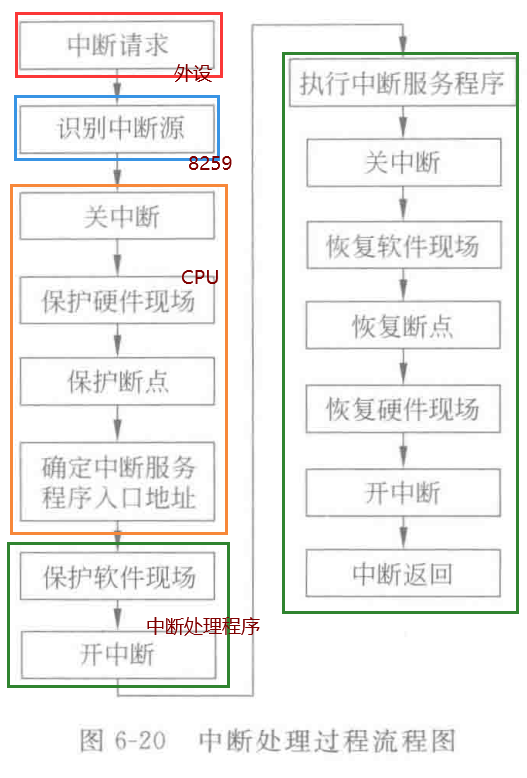 中断请求
外设
识别中断源
8259
关中断
CPU
保护硬件现场
保护断点
确定中断服务
程序入口地址
保护软件现场
中断处理程序
开中断
执行中断服务程序
关中断
恢复软件现场
恢复断点
恢复硬件现场
开中断
中断返回
图 6-20 中断处理过程流程图